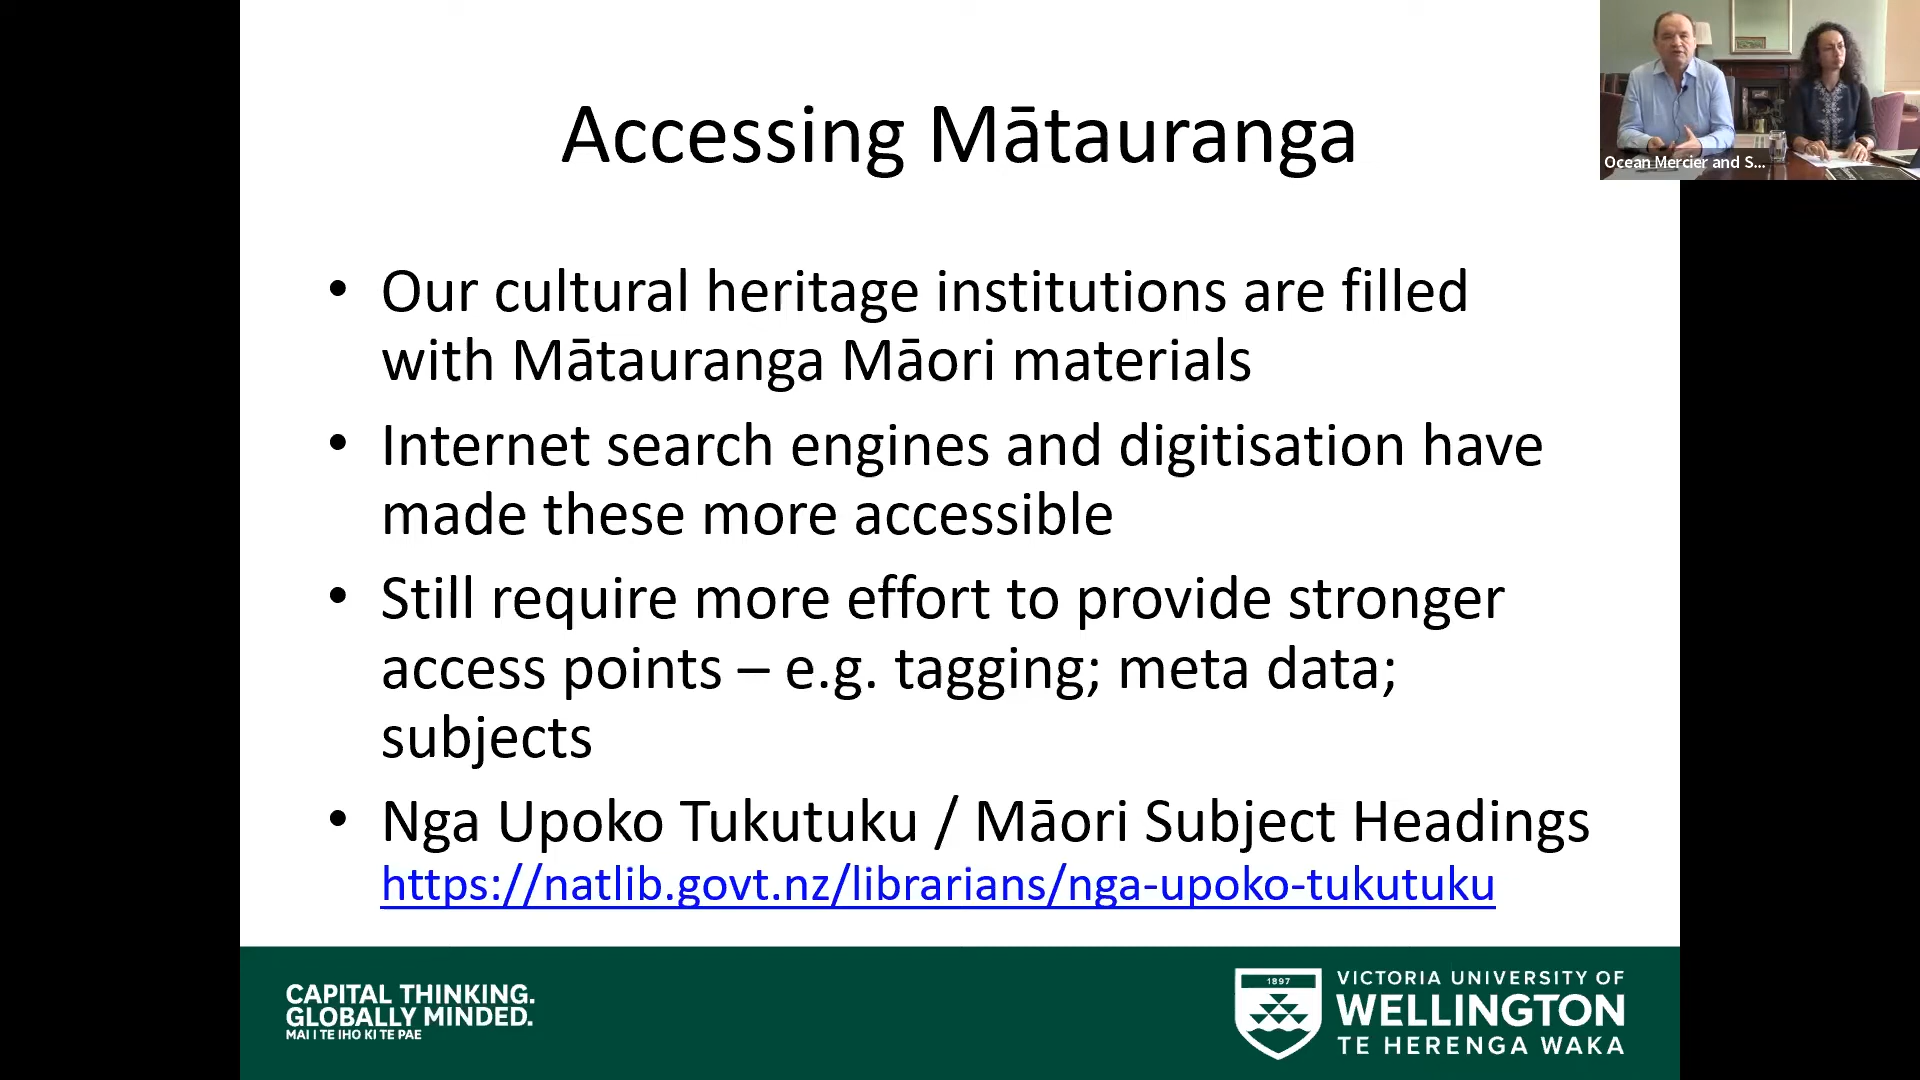 Accessing Mātauranga
Ocean Mercier and S...
• Our cultural heritage institutions are filled
with Mātauranga Māori materials
• Internet search engines and digitisation have
made these more accessible
• Still require more effort to provide stronger
access points – e.g. tagging; meta data;
subjects
• Nga Upoko Tukutuku / Māori Subject Headings
https://natlib.govt.nz/librarians/nga-upoko-tukutuku
CAPITAL THINKING.
GLOBALLY MINDED.
MAI I TE IHO KI TE PAE
1897
VICTORIA UNIVERSITY OF
WELLINGTON
TE HERENGA WAKA